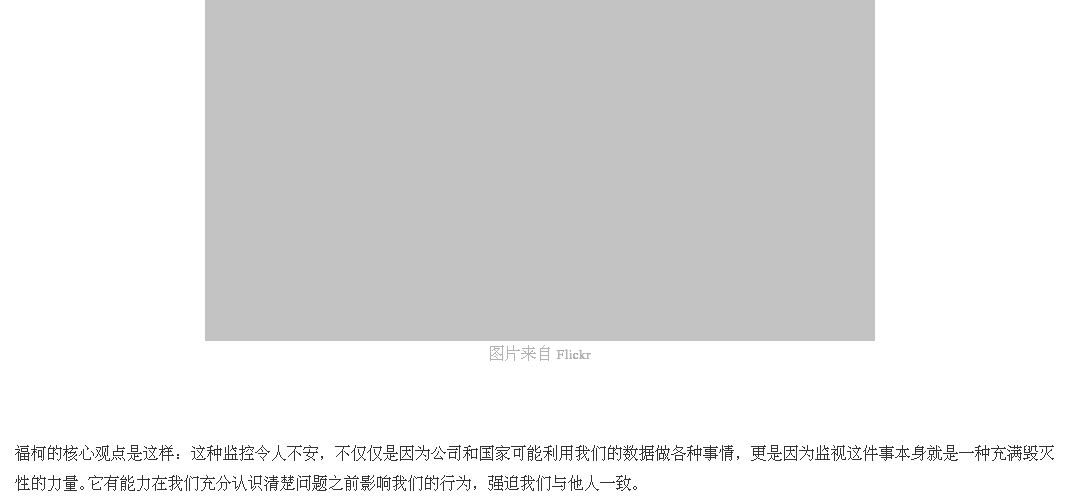 图片来自 Flickr
福柯的核心观点是这样：这种监控令人不安，不仅仅是因为公司和国家可能利用我们的数据做各种事情，更是因为监视这件事本身就是一种充满毁灭
性的力量。它有能力在我们充分认识清楚问题之前影响我们的行为，强迫我们与他人一致。